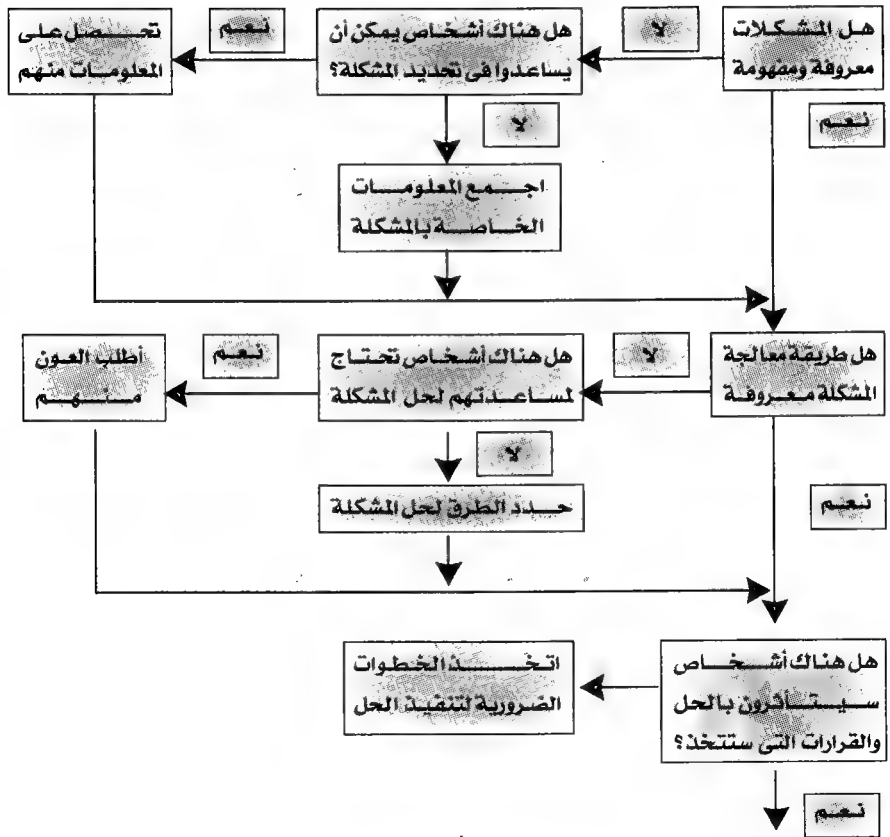 هل المشكلات
معروفة ومفهومة
لا
هل هناك أشخاص يمكن أن
يساعدوا فى تحديد المشكلة؟
نعم
تحصل على
المعلومات منهم
نعم
لا
اجمع المعلومات
الخاصة بالمشكلة
هل طريقة معالجة
المشكلة معروفة
لا
هل هناك أشخاص تحتاج
لمساعدتهم لحل المشكلة
نعم
أطلب العون
منهم
لا
حدد الطرق لحل المشكلة
نعم
هل هناك أشخاص
سيتأثرون بالحل
والقرارات التى ستتخذ؟
اتخذ الخطوات
الضرورية لتنفيذ الحل
نعم